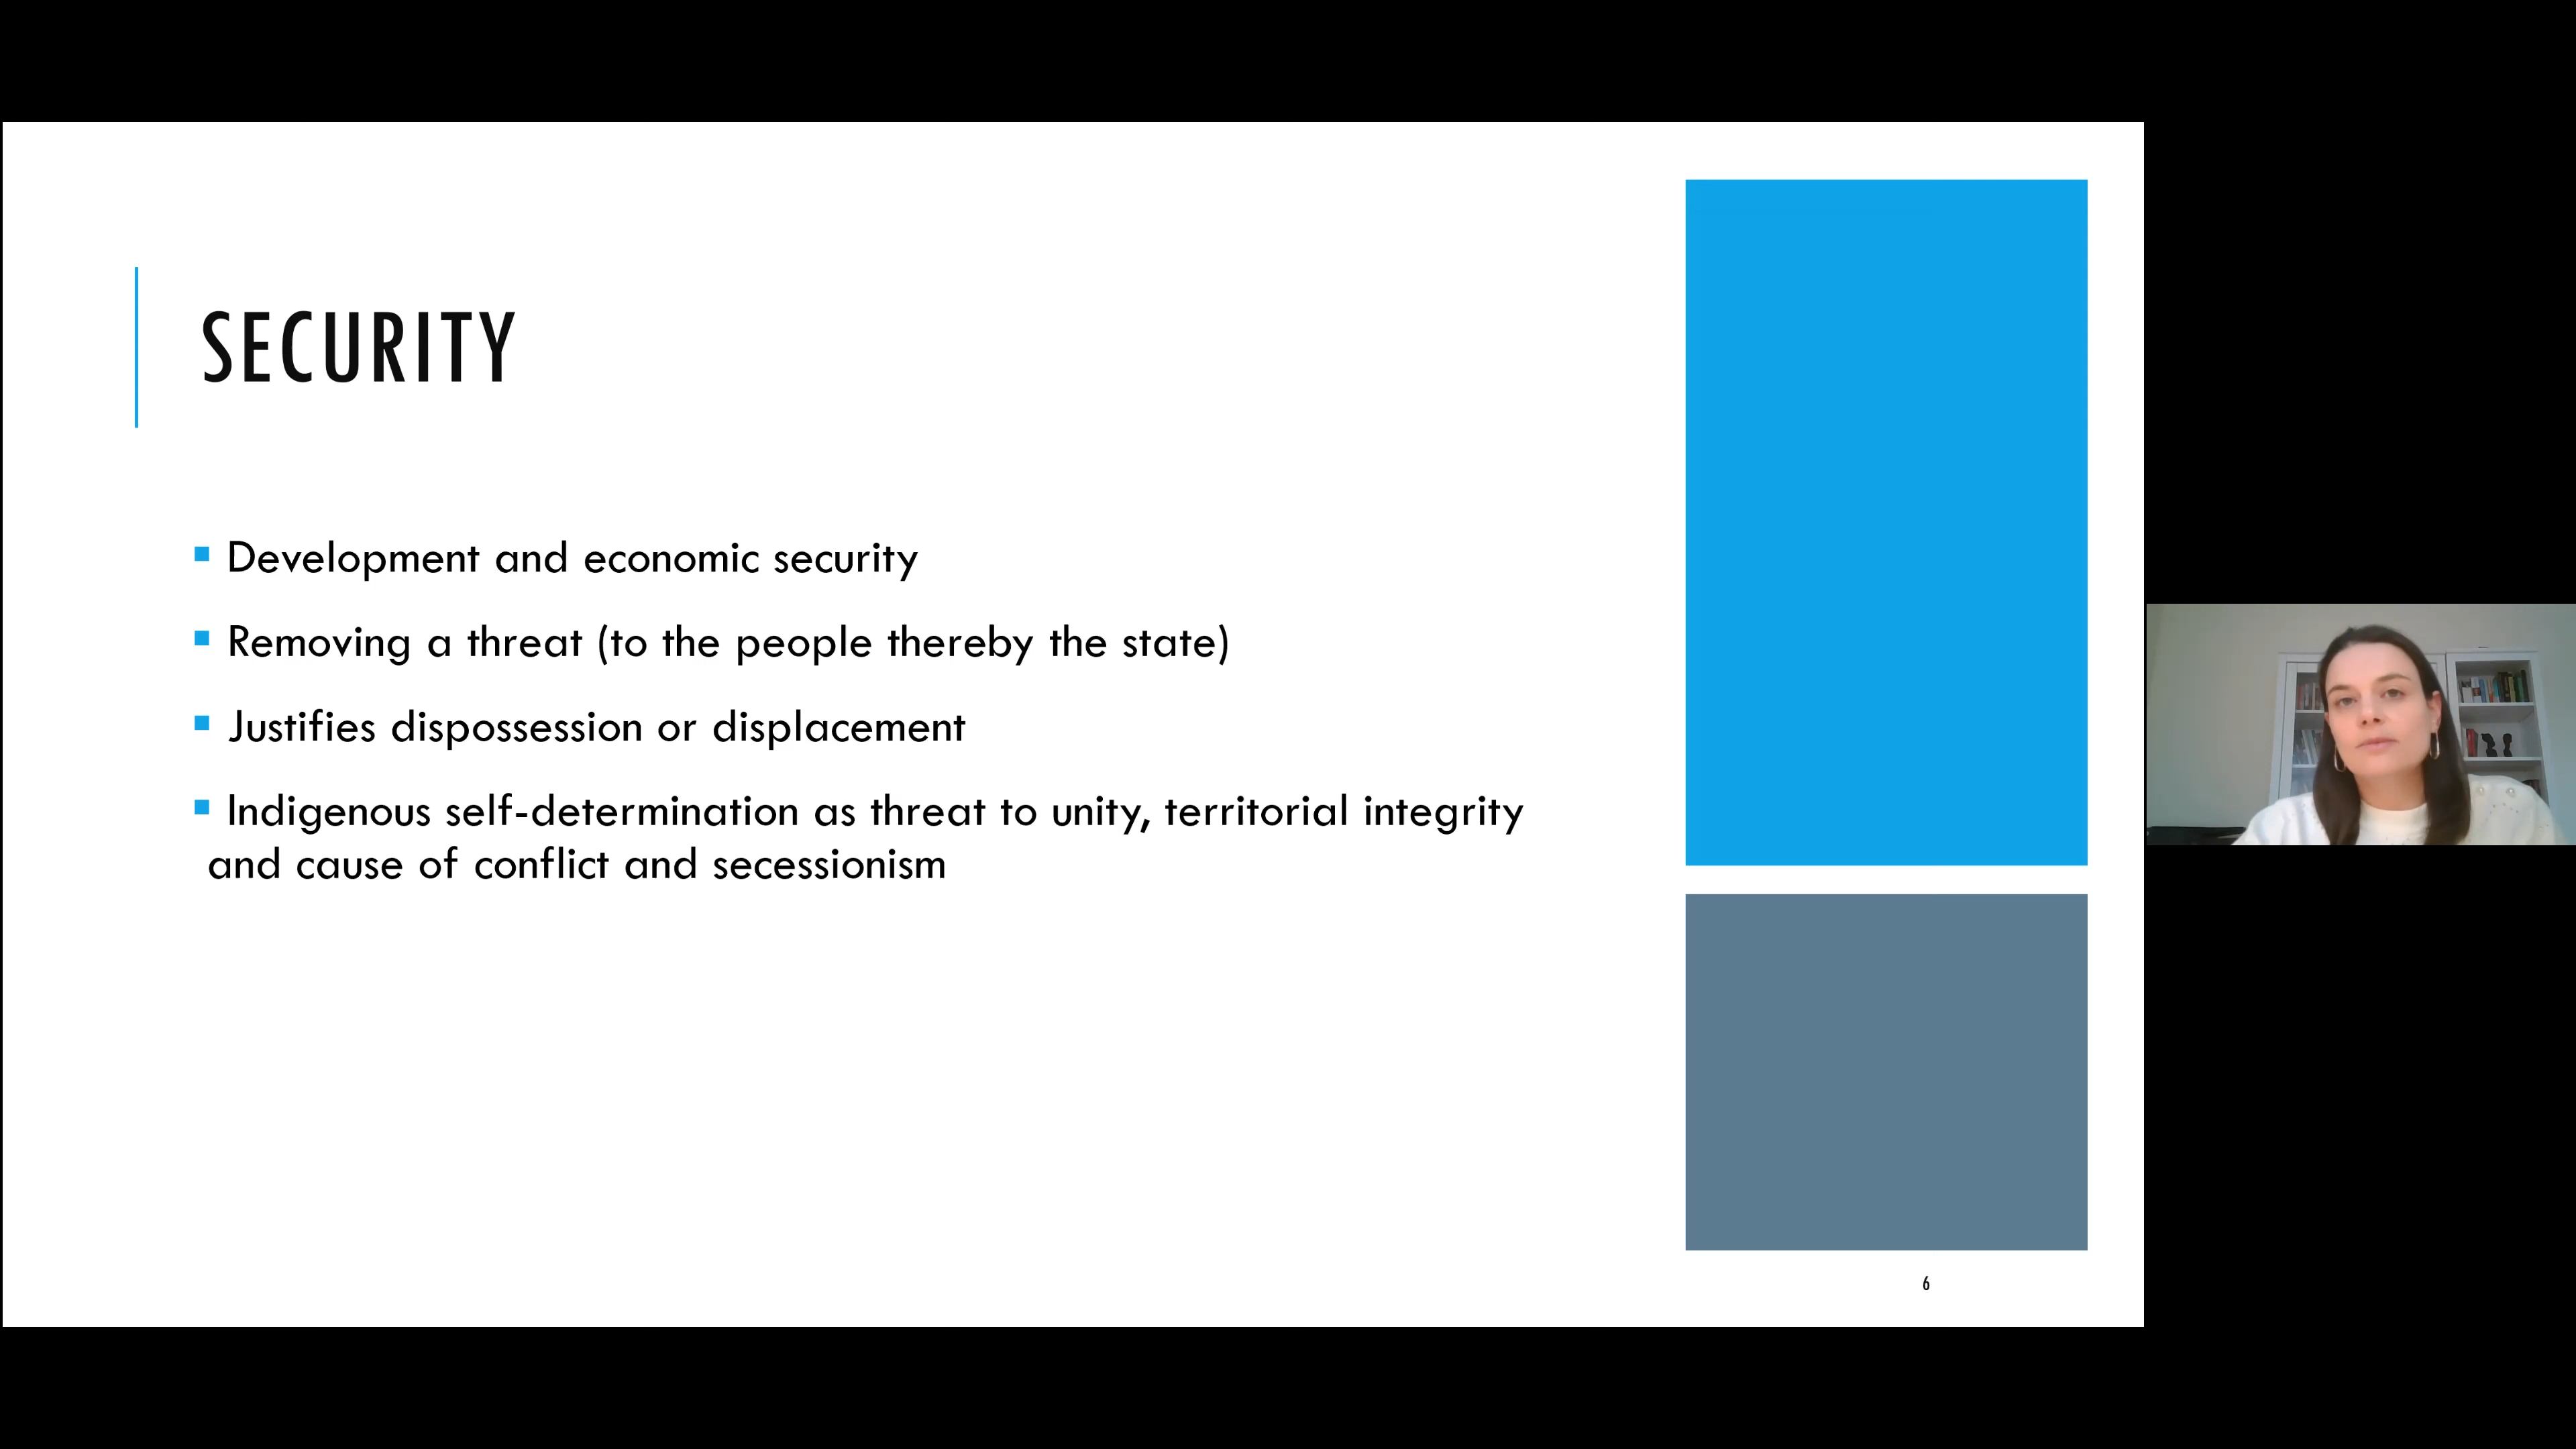 SECURITY
Development and economic security
Removing a threat (to the people thereby the state)
Justifies dispossession or displacement
Indigenous self-determination as threat to unity, territorial integrity
and cause of conflict and secessionism
6